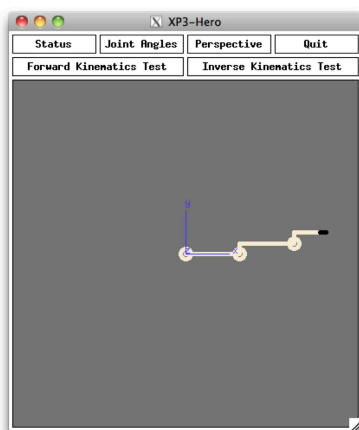 XP3-Hero
Status Joint Angles Perspective Quit
Forward Kinematics Test Inverse Kinematics Test
y
x